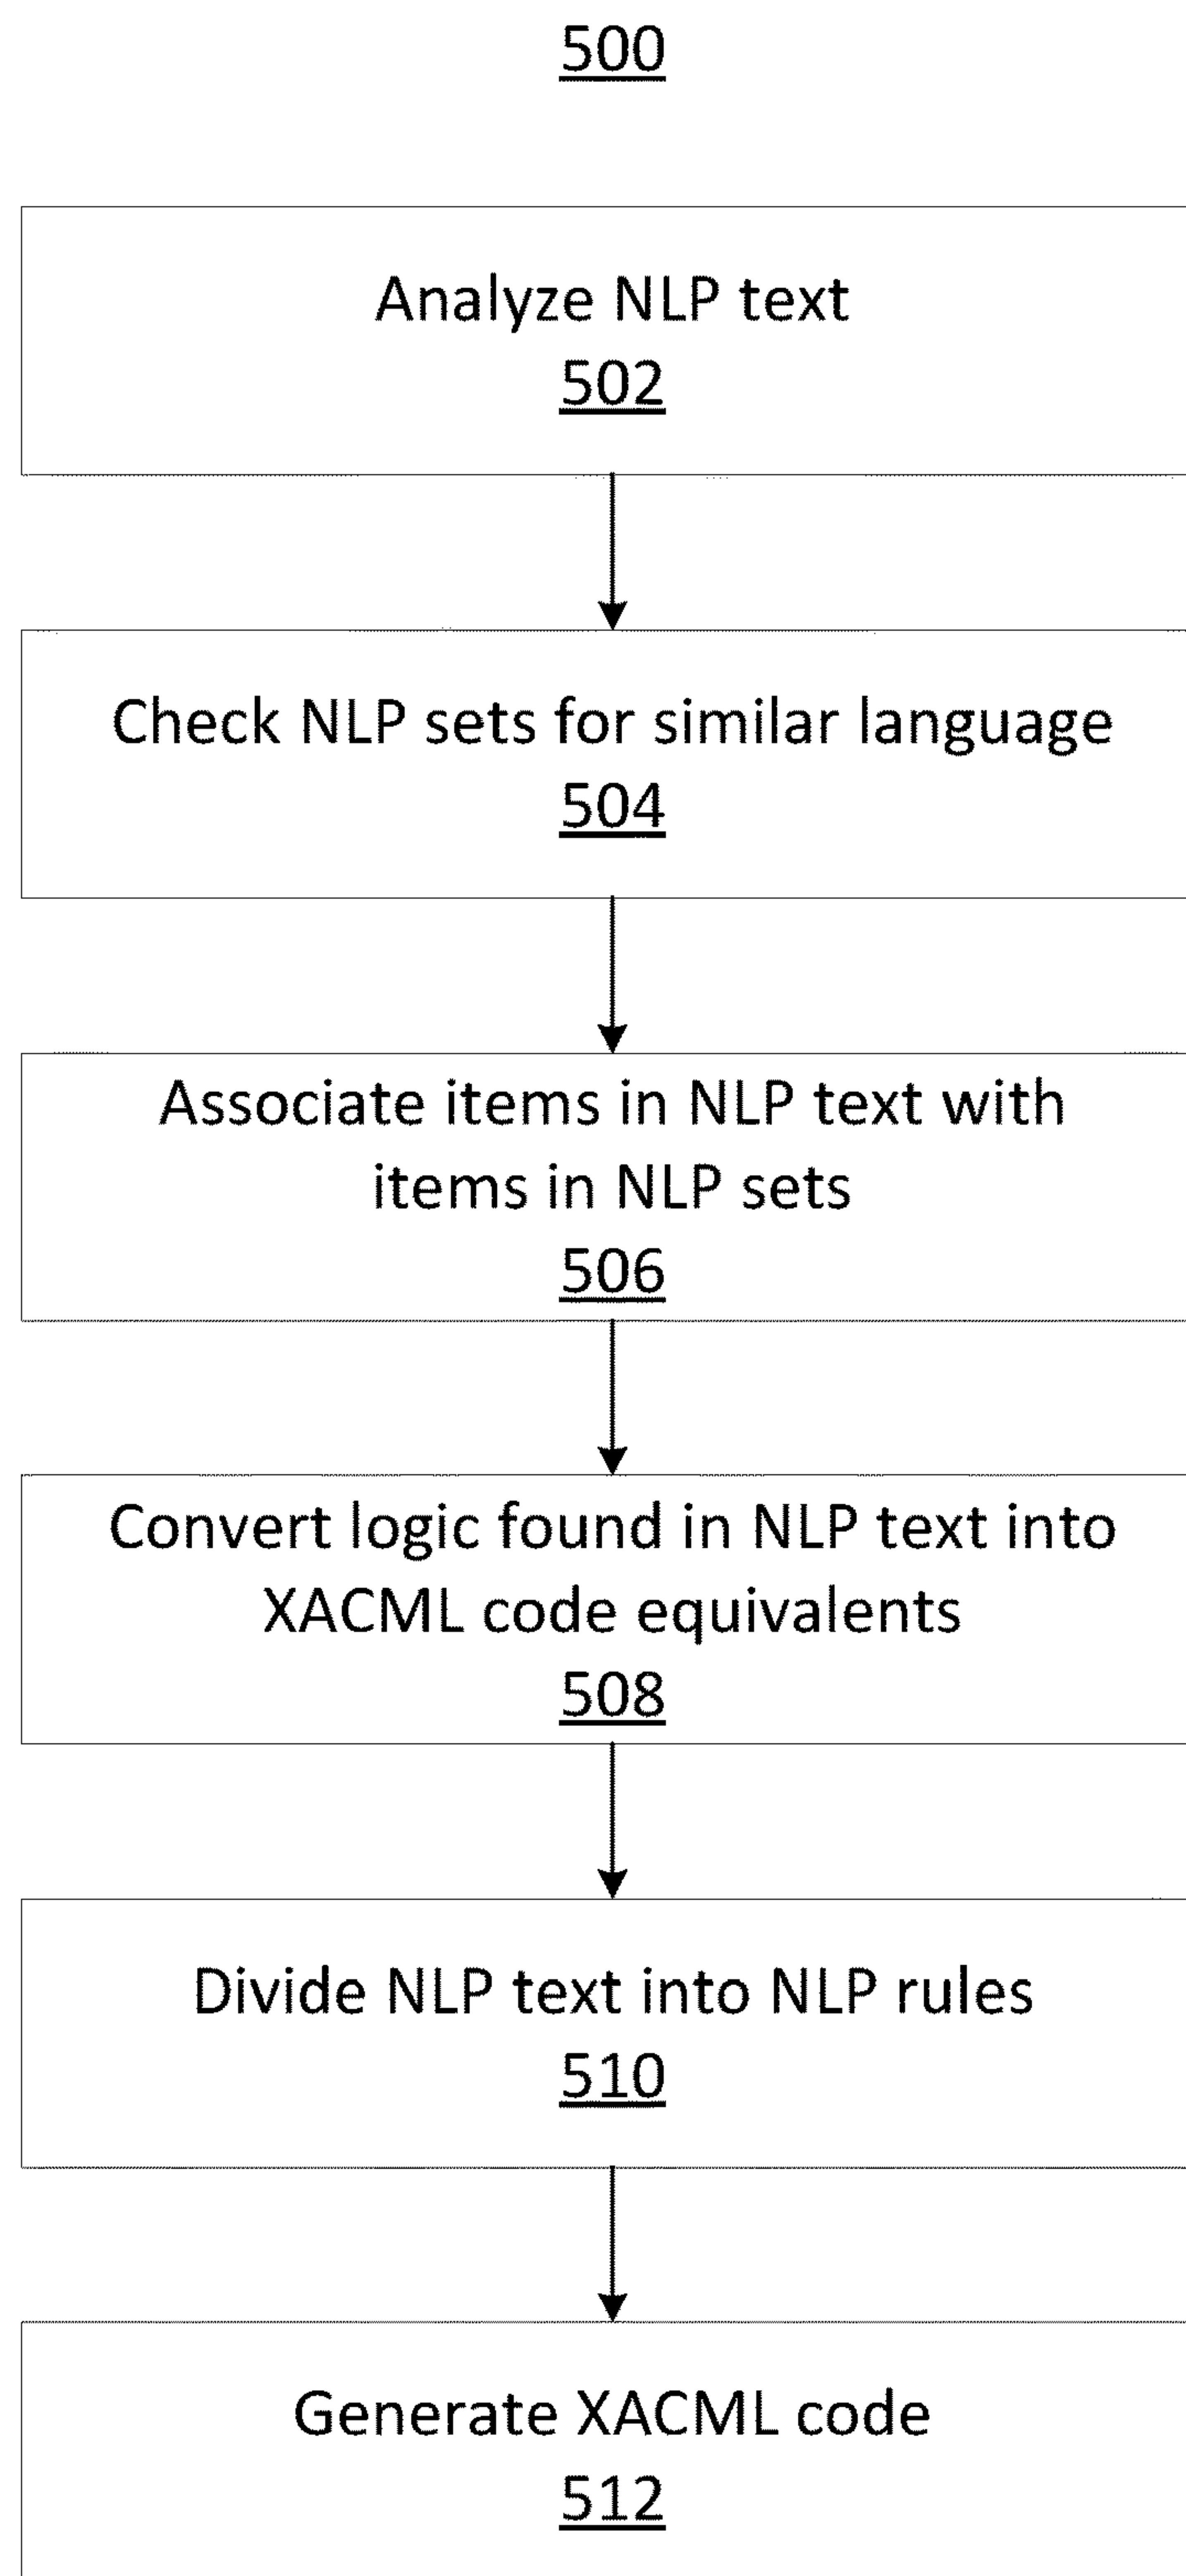 500
Analyze NLP text
502
Check NLP sets for similar language
504
Associate items in NLP text with
items in NLP sets
506
Convert logic found in NLP text into
XACML code equivalents
508
Divide NLP text into NLP rules
510
Generate XACML code
512